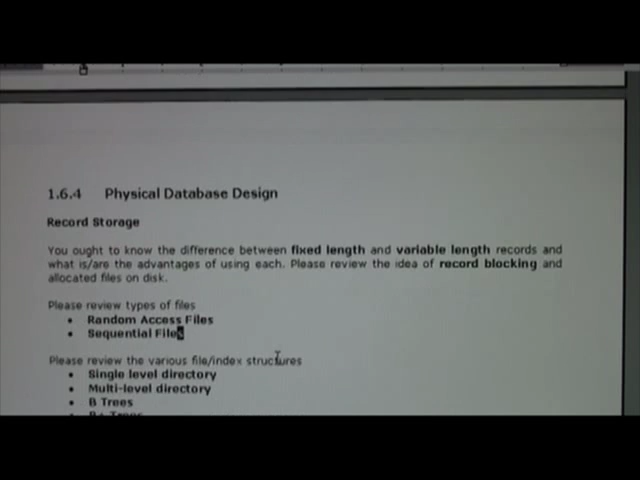 1.6.4 Physical Database Design
Record Storage
You ought to know the difference between fixed length and variable length records and
what is/are the advantages of using each. Please review the idea of record blocking and
allocated files on disk.
Please review types of files
• Random Access Files
• Sequential Files
Please review the various file/index structures
• Single level directory
• Multi-level directory
• B Trees
• B+ Trees